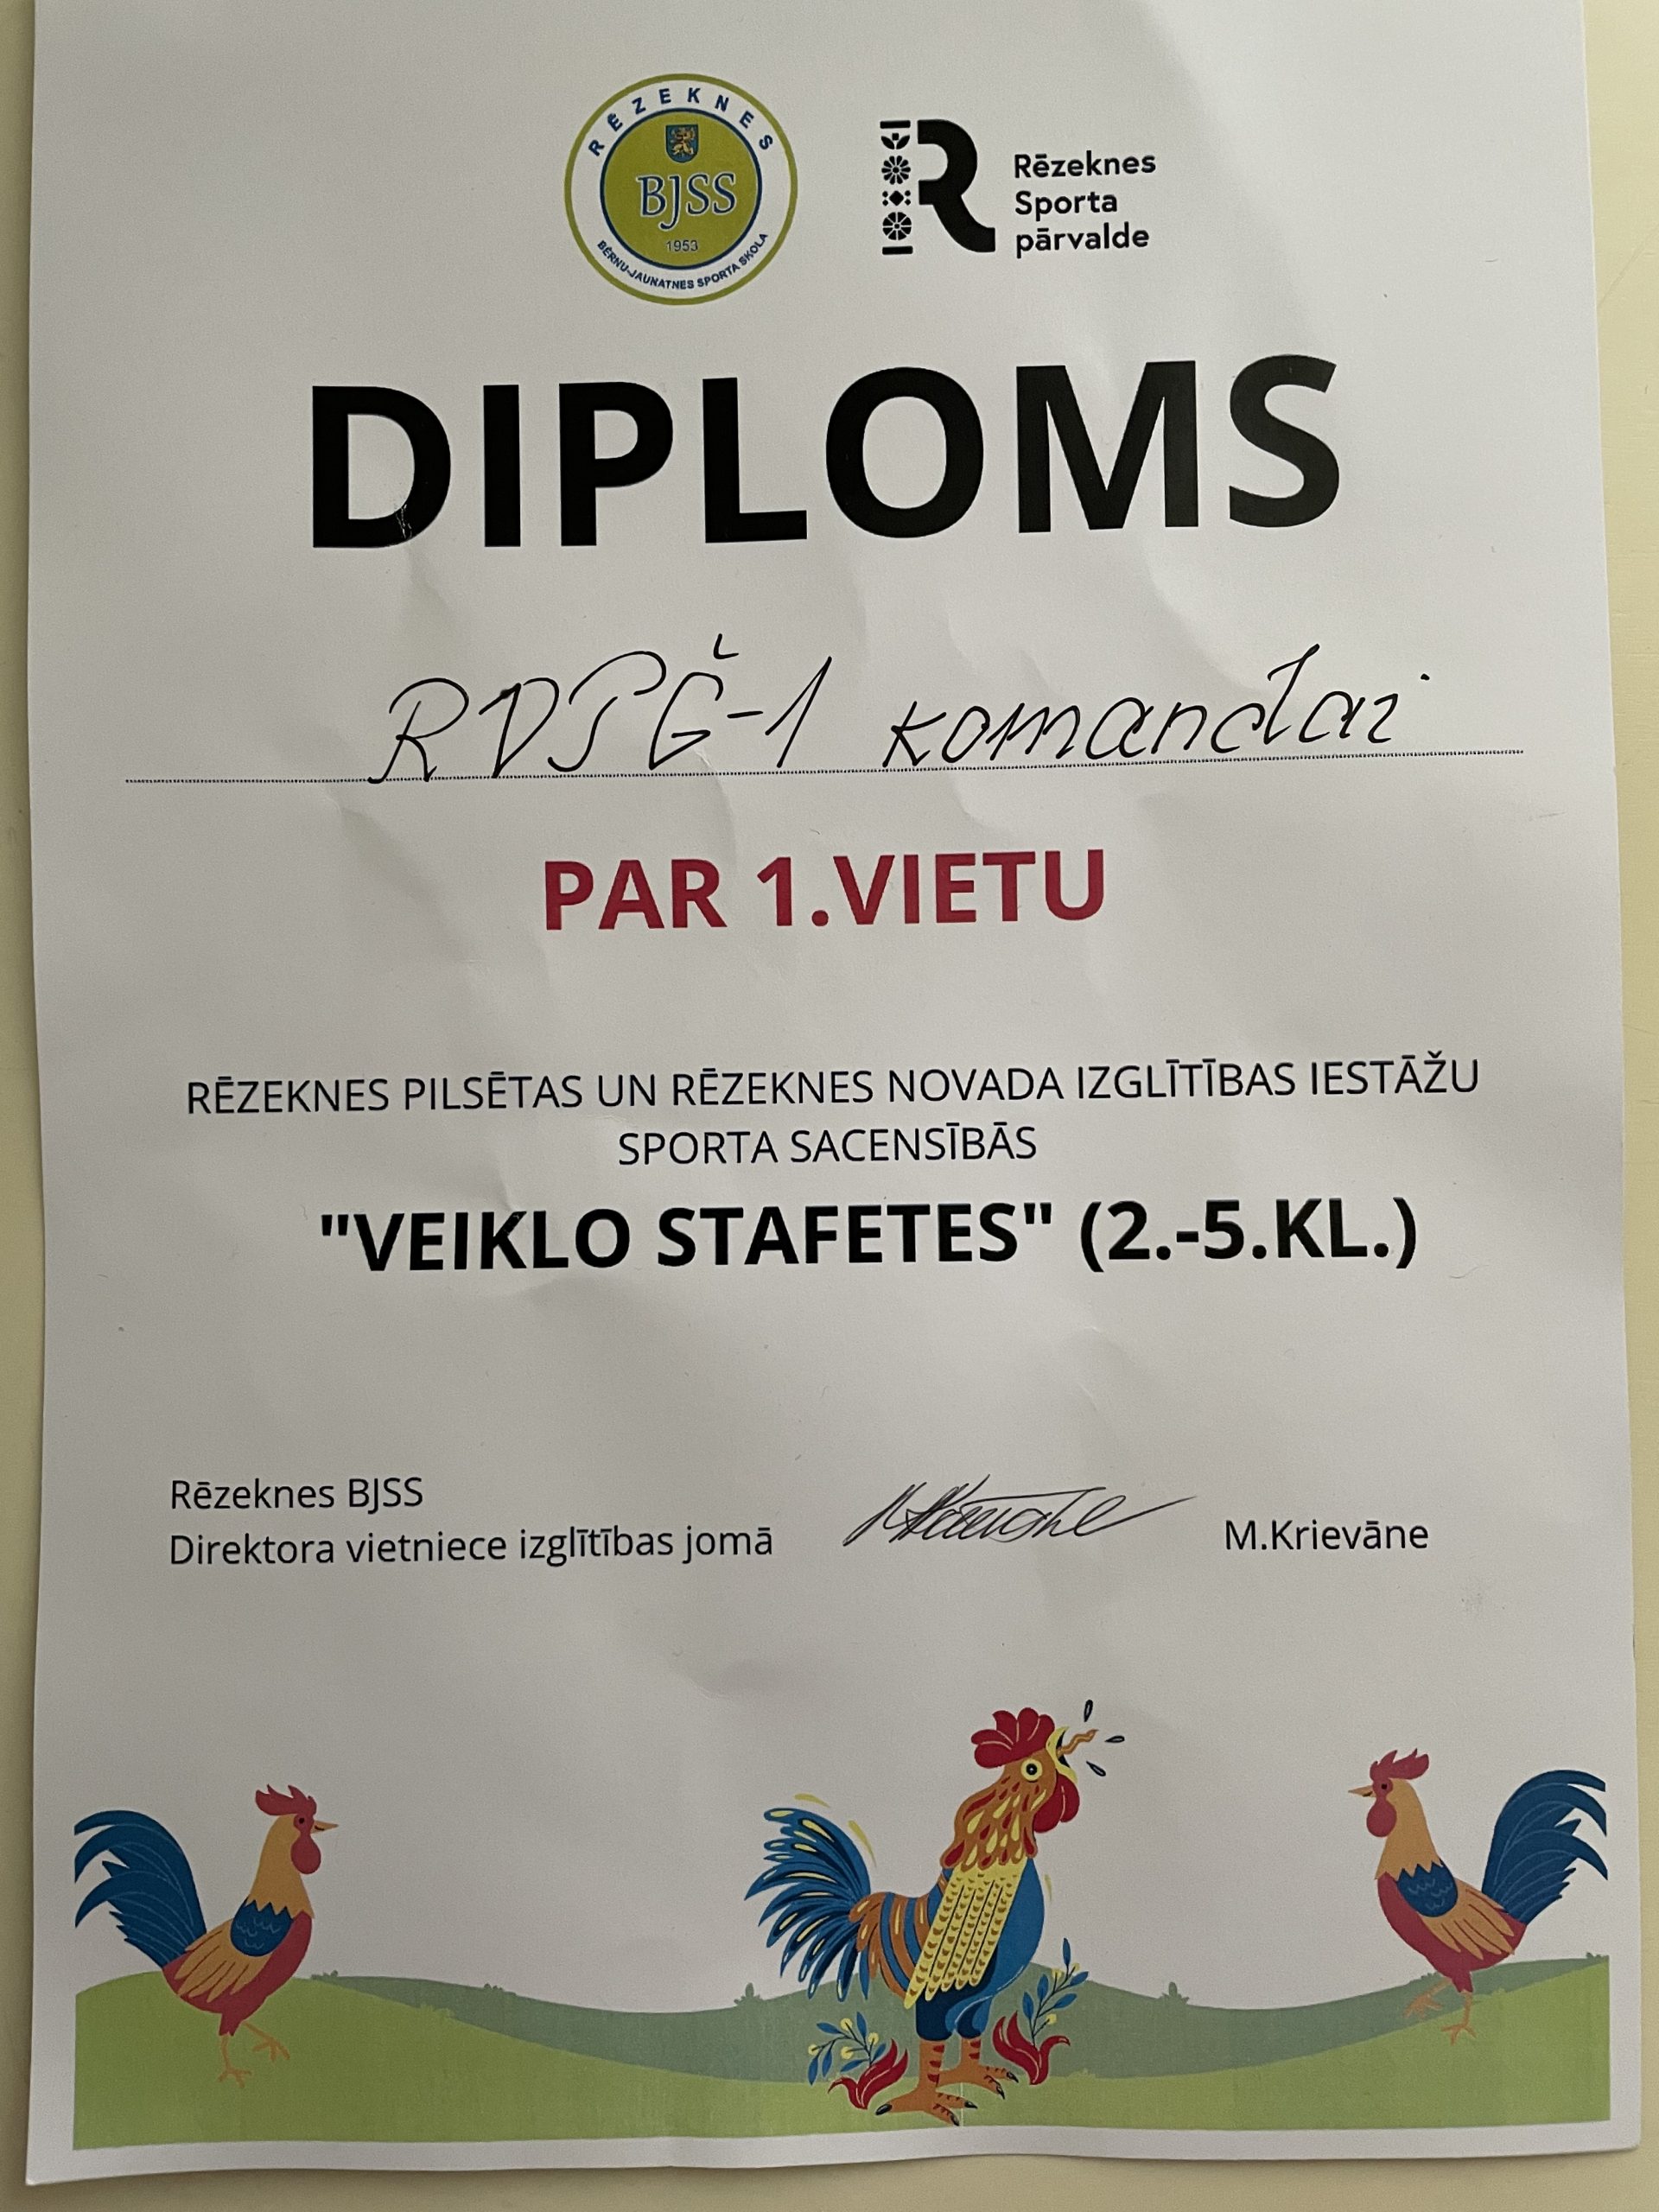 RĒZEKNES
BJSS
1953
BĒRNU-JAUNATNES SPORTA SKOLA
Rēzeknes
Sporta
pārvalde
DIPLOMS
RVPĢ-1 komandai
PAR 1.VIETU
RĒZEKNES PILSĒTAS UN RĒZEKNES NOVADA IZGLĪTĪBAS IESTĀŽU
SPORTA SACENSĪBĀS
"VEIKLO STAFETES" (2.-5.KL.)
Rēzeknes BJSS
Direktora vietniece izglītības jomā
M.Krievāne